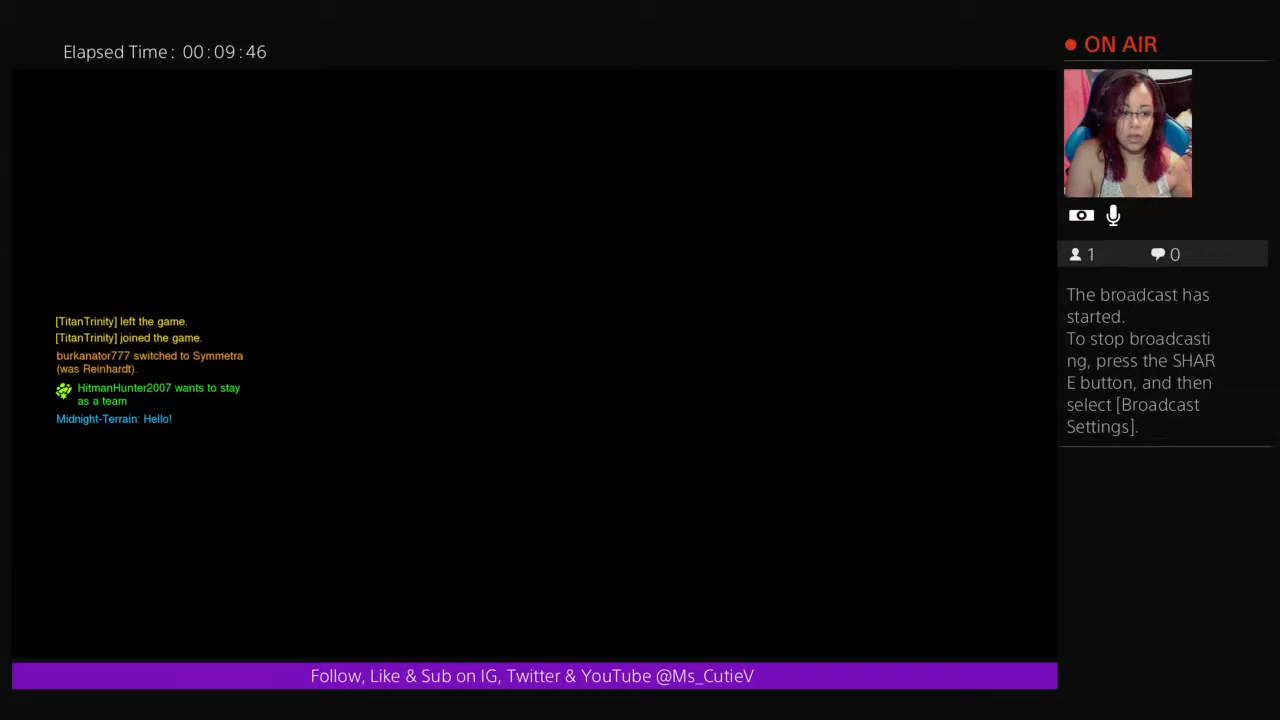 Elapsed Time: 00:09:46
ON AIR
1 0
The broadcast has
started.
To stop broadcasti
ng, press the SHAR
E button, and then
select [Broadcast
Settings].
[TitanTrinity] left the game.
[TitanTrinity] joined the game.
burkanator777 switched to Symmetra
(was Reinhardt).
HitmanHunter2007 wants to stay
as a team
Midnight-Terrain: Hello!
Follow, Like & Sub on IG, Twitter & YouTube @Ms_CutieV